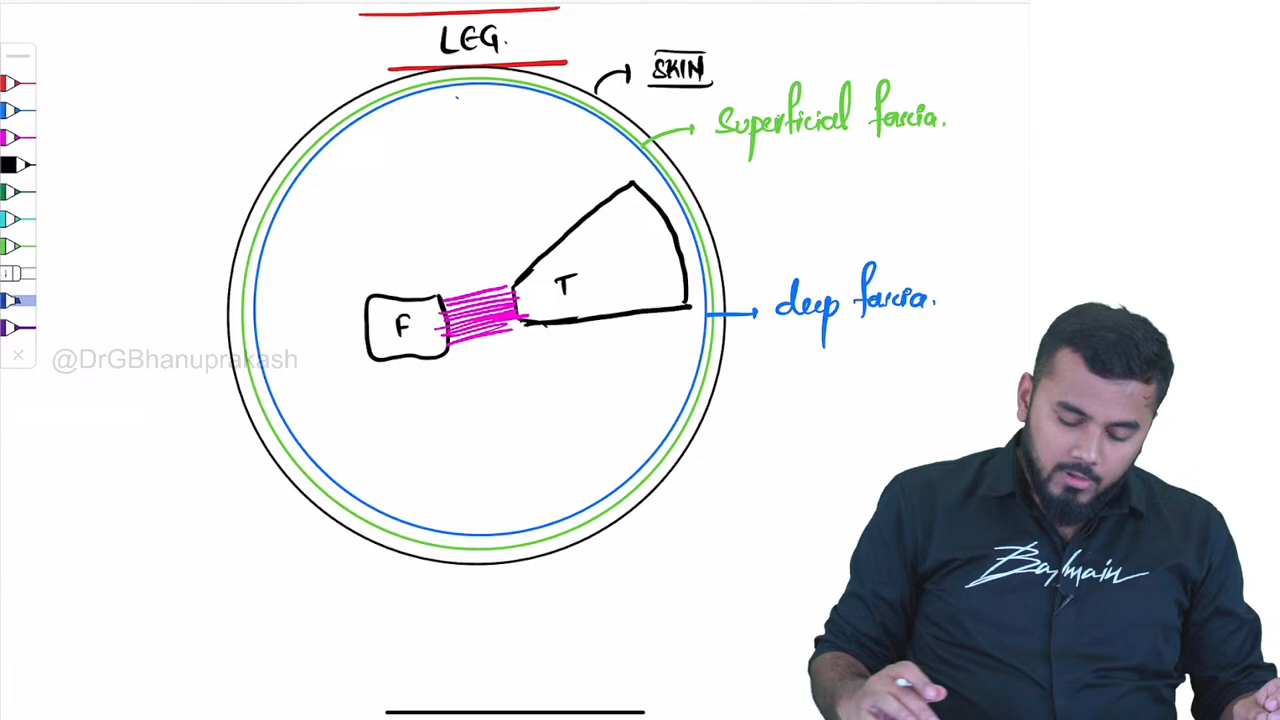 LEG.
SKIN
Superficial fascia.
T
deep fascia.
F
@DrGBhanuprakash
Balmain